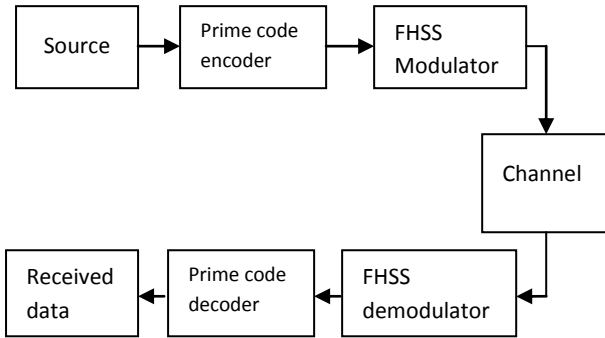 Source
Prime code
encoder
FHSS
Modulator
Channel
Received
data
Prime code
decoder
FHSS
demodulator